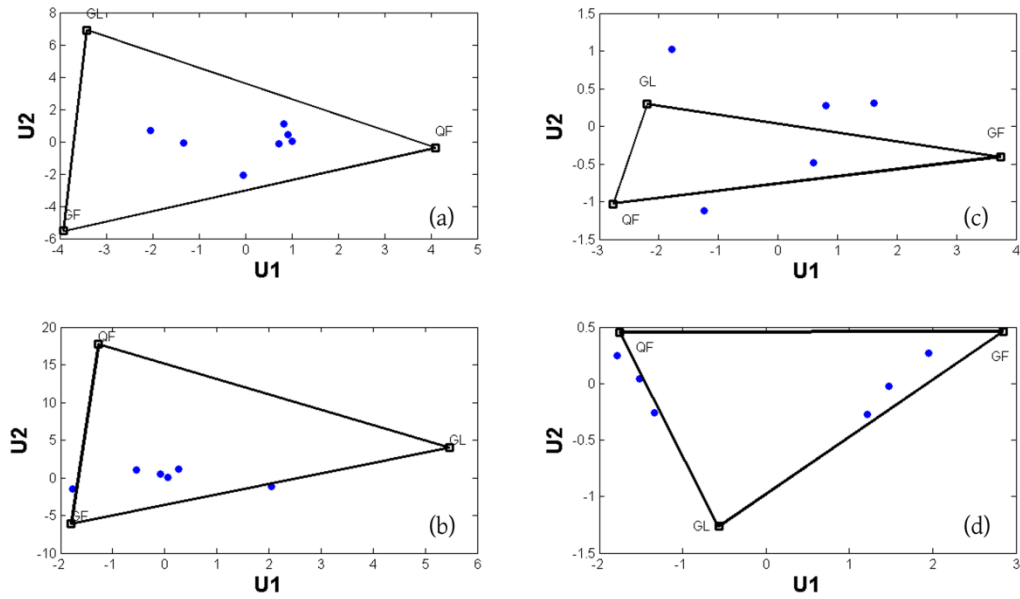 8
6
4
2
0
-2
-4
-6
U2
GL
QF
GF
(a)
-4 -3 -2 -1 0 1 2 3 4 5
U1
1.5
1
0.5
0
-0.5
-1
-1.5
U2
GL
GF
QF
(c)
-3 -2 -1 0 1 2 3 4
U1
20
15
10
5
0
-5
-10
U2
QF
GL
GF
(b)
-2 -1 0 1 2 3 4 5 6
U1
0.5
0
-0.5
-1
-1.5
U2
QF
GF
GL
(d)
-2 -1 0 1 2 3
U1